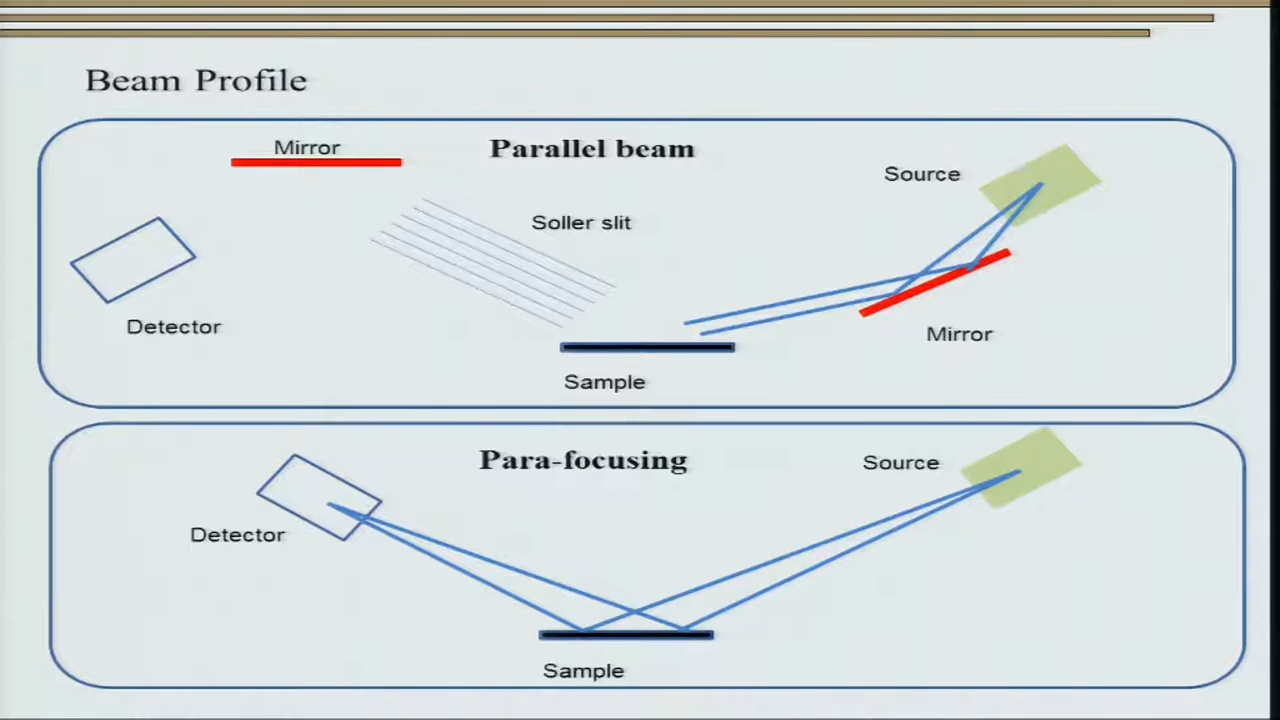 Beam Profile
Mirror
Parallel beam
Source
Soller slit
Detector
Mirror
Sample
Para-focusing
Source
Detector
Sample